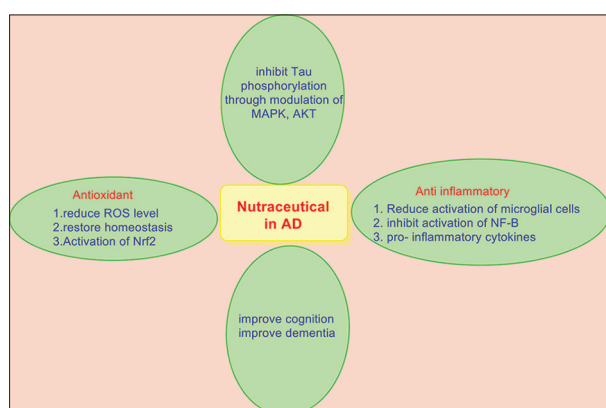 inhibit Tau
phosphorylation
through modulation of
MAPK, AKT
Antioxidant
1.reduce ROS level
2.restore homeostasis
3.Activation of Nrf2
Nutraceutical
in AD
Anti inflammatory
1. Reduce activation of microglial cells
2. inhibit activation of NF-B
3. pro- inflammatory cytokines
improve cognition
improve dementia